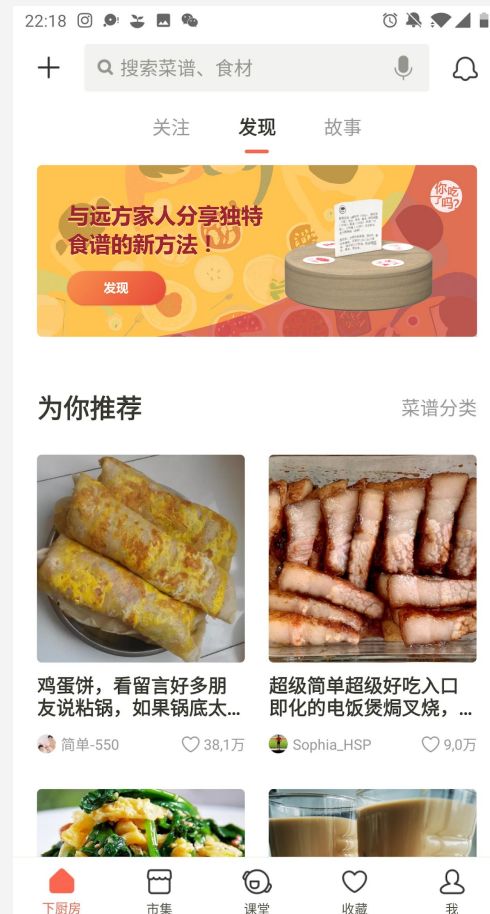 22:18
搜索菜谱、食材
关注
发现
故事
与远方家人分享独特
食谱的新方法！
发现
你吃
了吗?
为你推荐
菜谱分类
鸡蛋饼，看留言好多朋
友说粘锅，如果锅底太...
简单-550
38,1万
超级简单超级好吃入口
即化的电饭煲焗叉烧，...
Sophia_HSP
9,0万
下厨房
市集
课堂
收藏
我